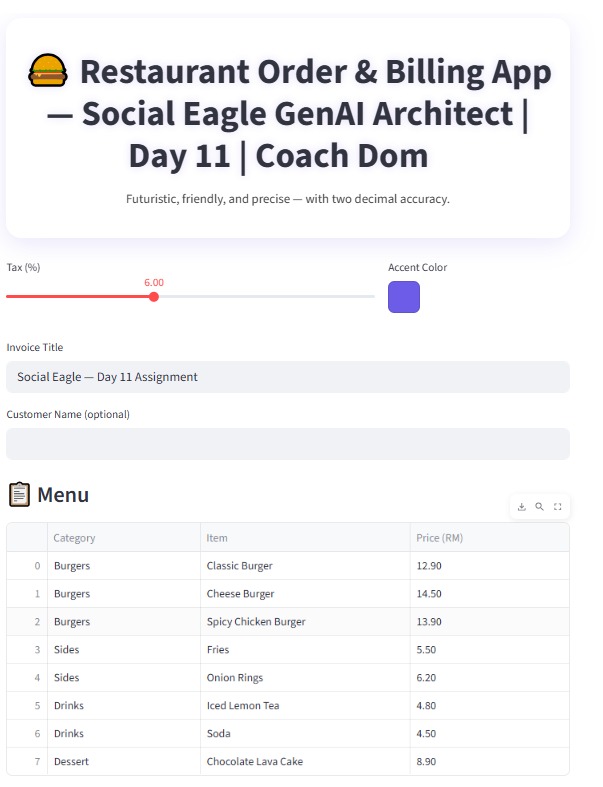 Restaurant Order & Billing App
— Social Eagle GenAI Architect |
Day 11 | Coach Dom
Futuristic, friendly, and precise — with two decimal accuracy.
Tax (%)
6.00
Accent Color
Invoice Title
Social Eagle — Day 11 Assignment
Customer Name (optional)
Menu
Category Item Price (RM)
0 Burgers Classic Burger 12.90
1 Burgers Cheese Burger 14.50
2 Burgers Spicy Chicken Burger 13.90
3 Sides Fries 5.50
4 Sides Onion Rings 6.20
5 Drinks Iced Lemon Tea 4.80
6 Drinks Soda 4.50
7 Dessert Chocolate Lava Cake 8.90